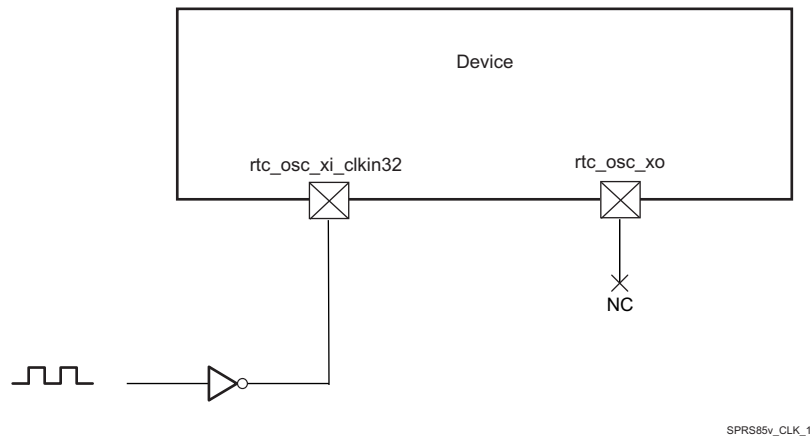 Device
rtc_osc_xi_clkin32
rtc_osc_xo
NC
SPRS85v_CLK_1